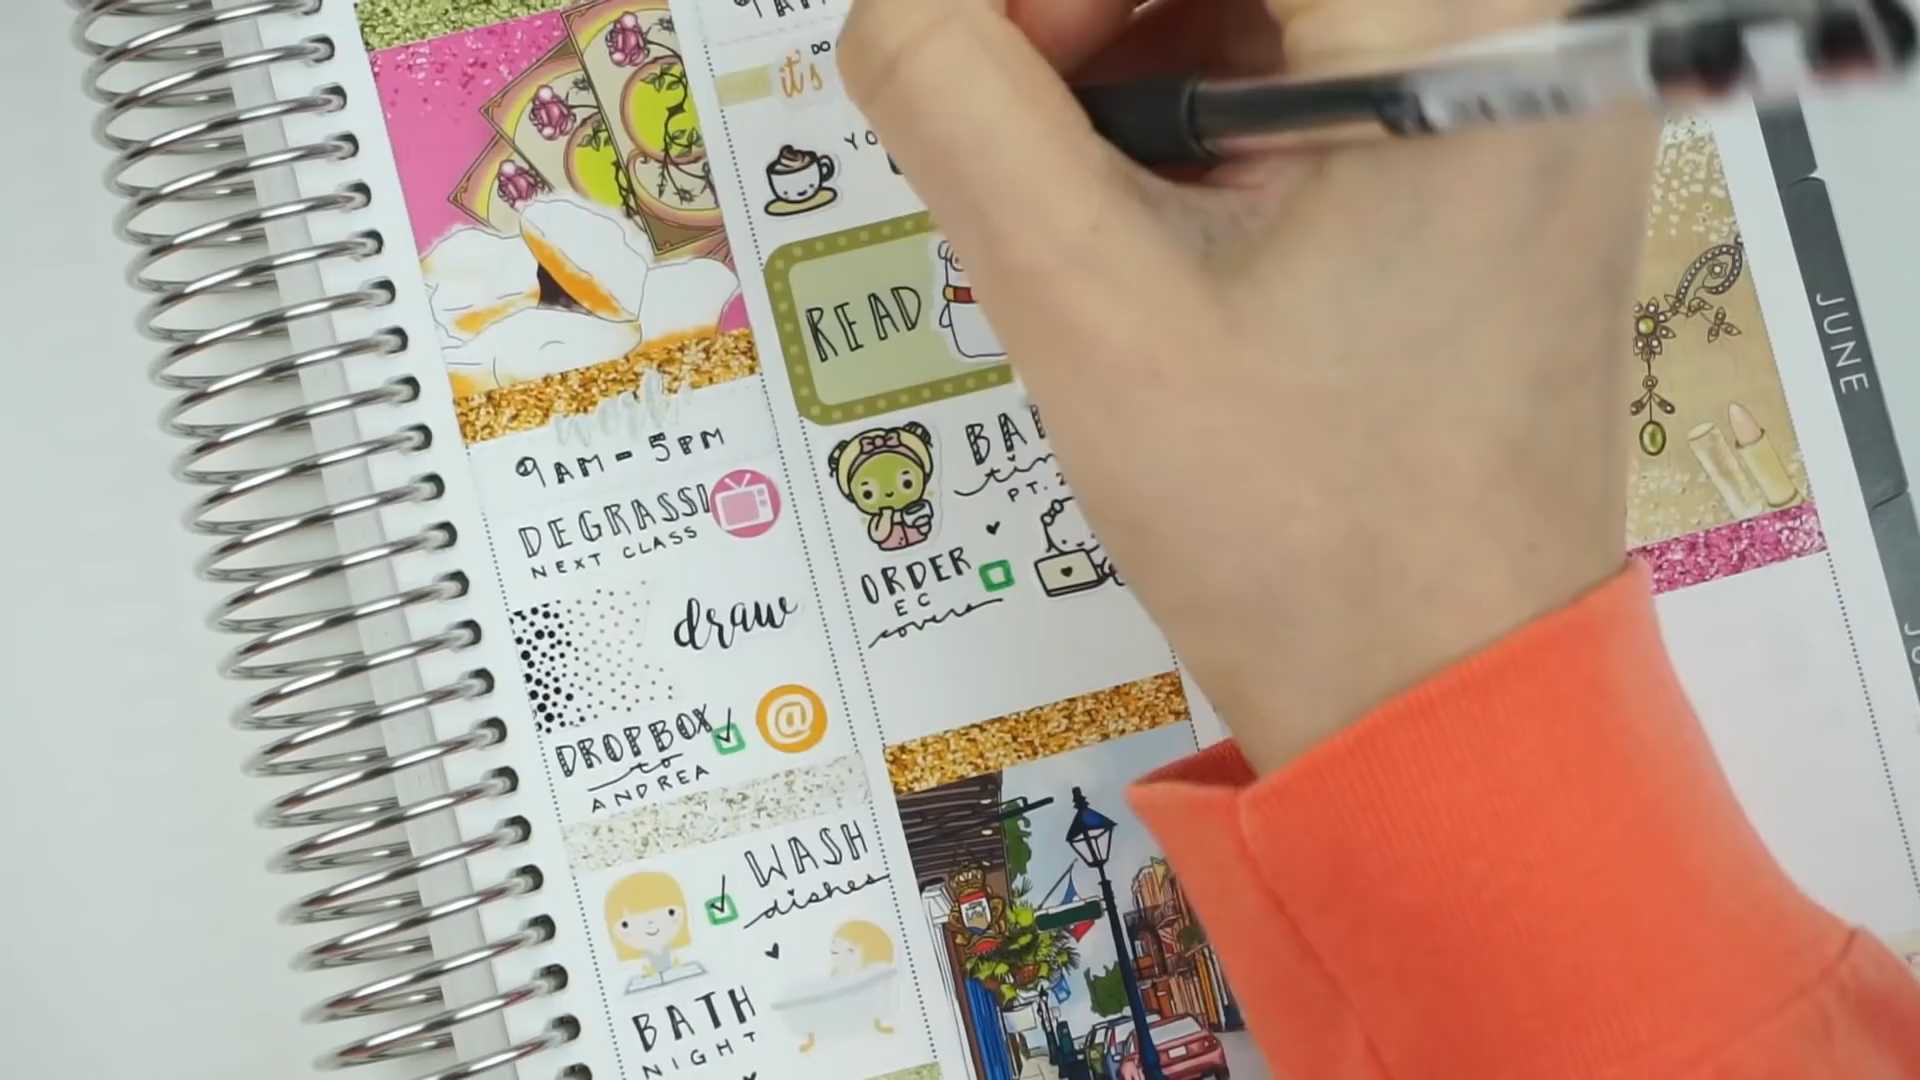 work
9AM-5PM
DEGRASSI
NEXT CLASS
draw
DROPBOX
to
ANDREA
@
WASH
dishes
BATH
NIGHT
DO
it's
READ
PT. 2
ORDER
EC
covers
JUNE